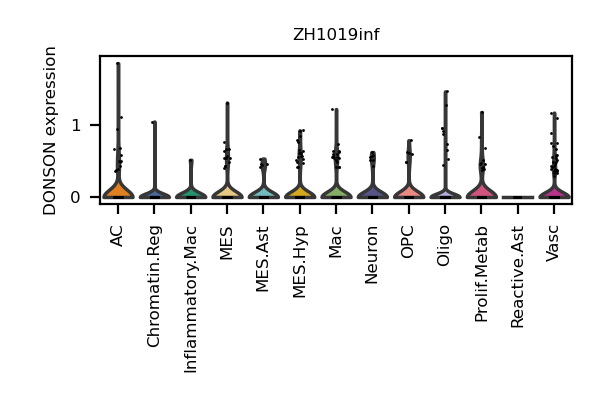 ZH1019inf
DONSON expression
1
0
AC
Chromatin.Reg
Inflammatory.Mac
MES
MES.Ast
MES.Hyp
Mac
Neuron
OPC
Oligo
Prolif.Metab
Reactive.Ast
Vasc